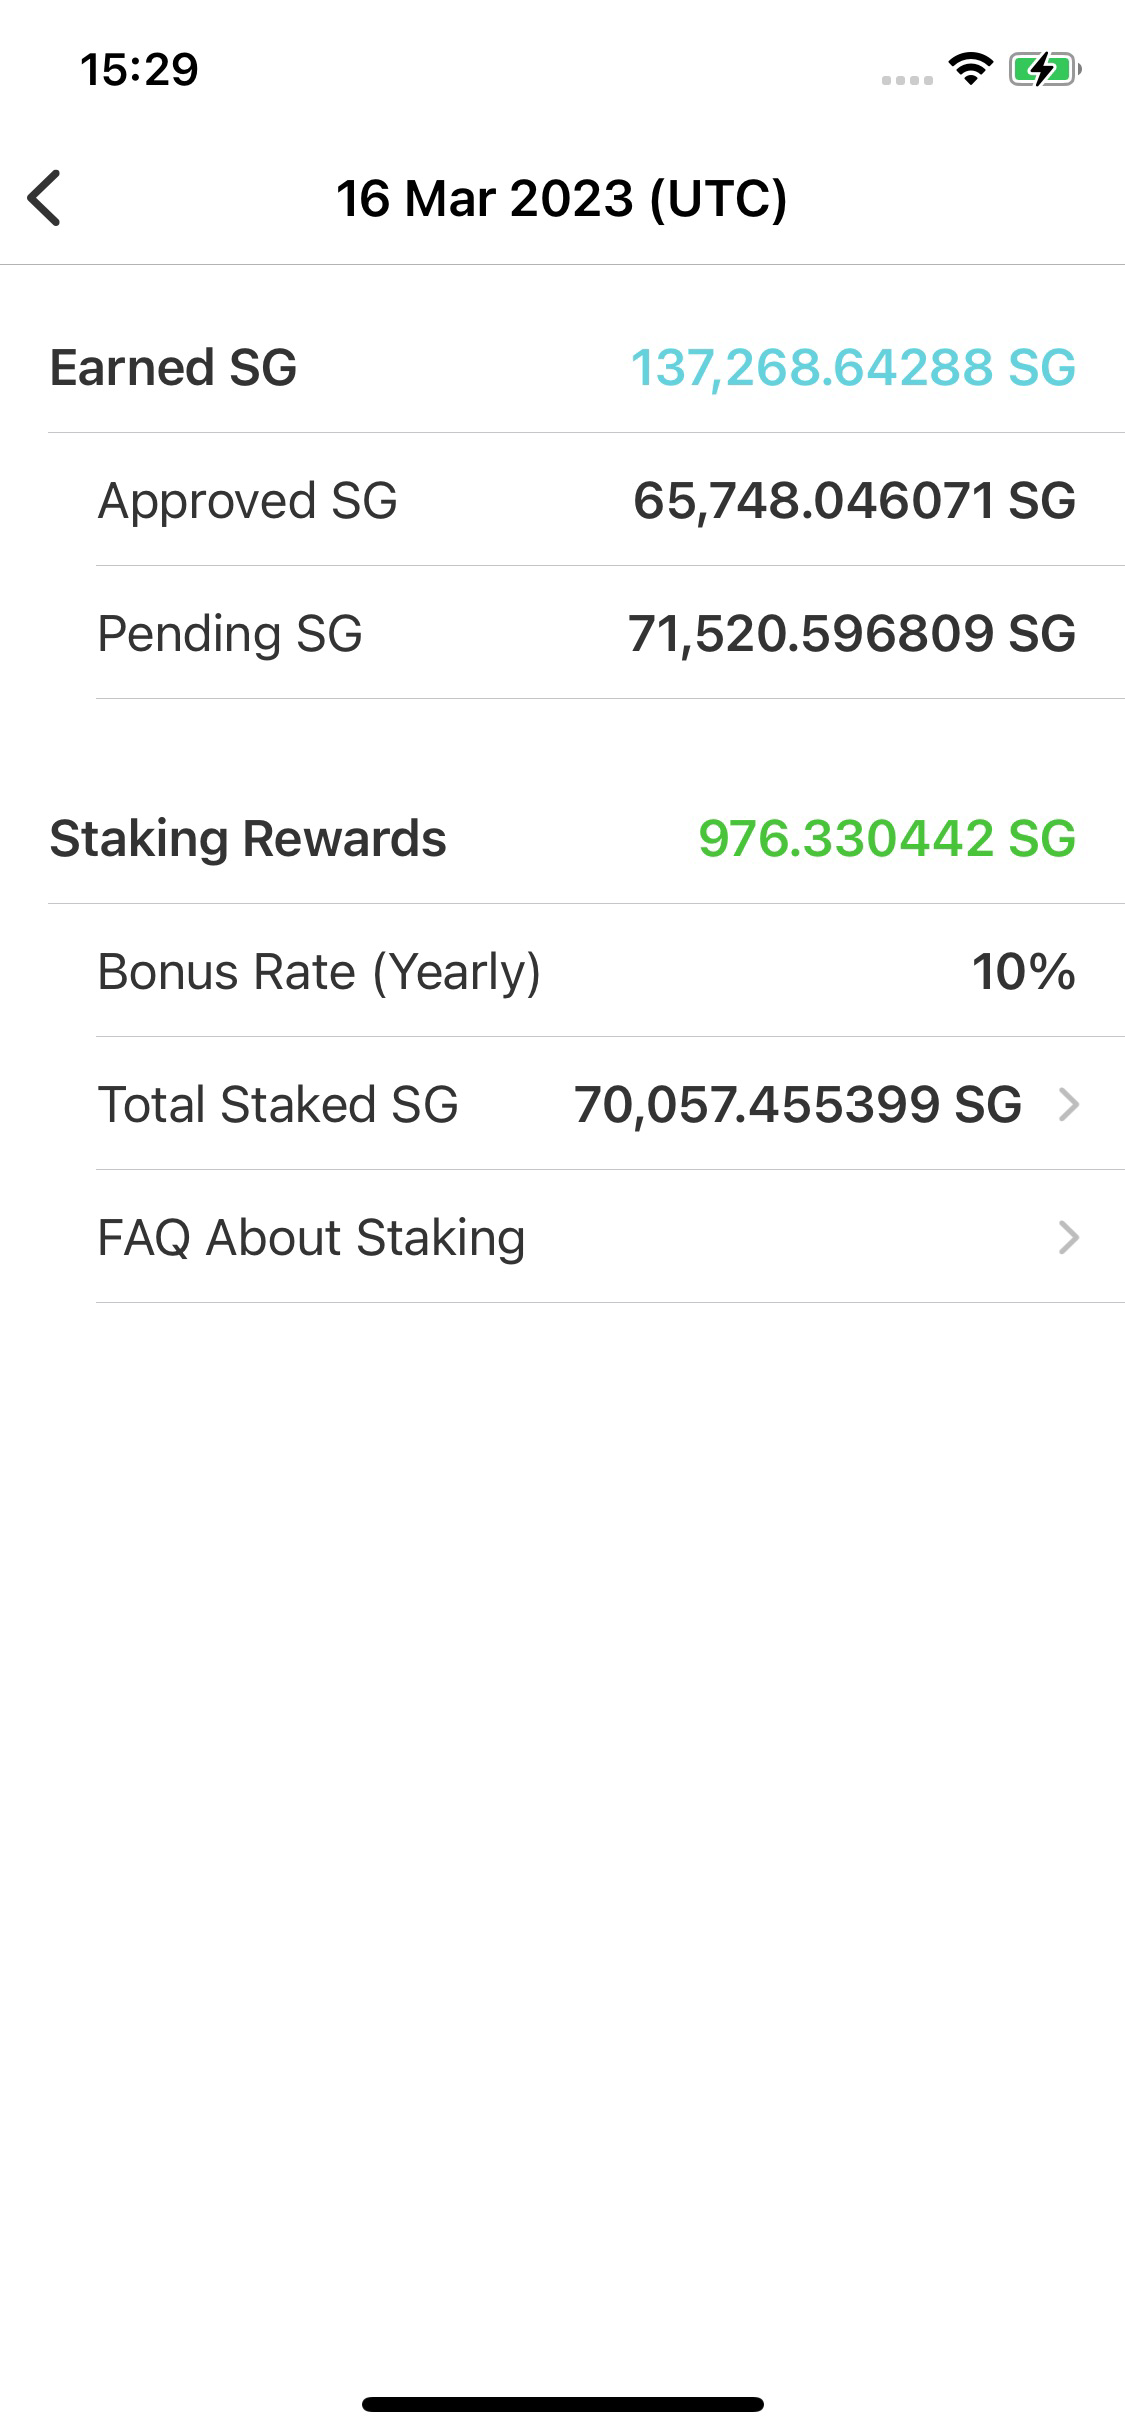 15:29
16 Mar 2023 (UTC)
Earned SG 137,268.64288 SG
Approved SG 65,748.046071 SG
Pending SG 71,520.596809 SG
Staking Rewards 976.330442 SG
Bonus Rate (Yearly) 10%
Total Staked SG 70,057.455399 SG
FAQ About Staking